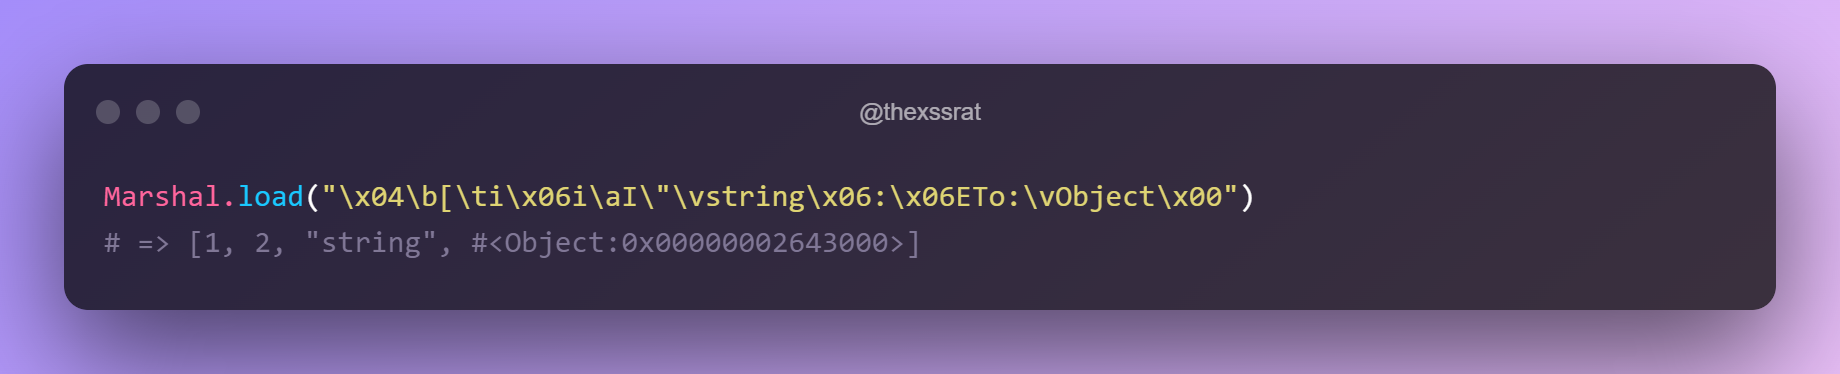 @thexssrat
Marshal.load("\x04\b[\ti\x06i\aI\"\vstring\x06:\x06ETo:\vObject\x00")
# => [1, 2, "string", #<Object:0x00000002643000>]